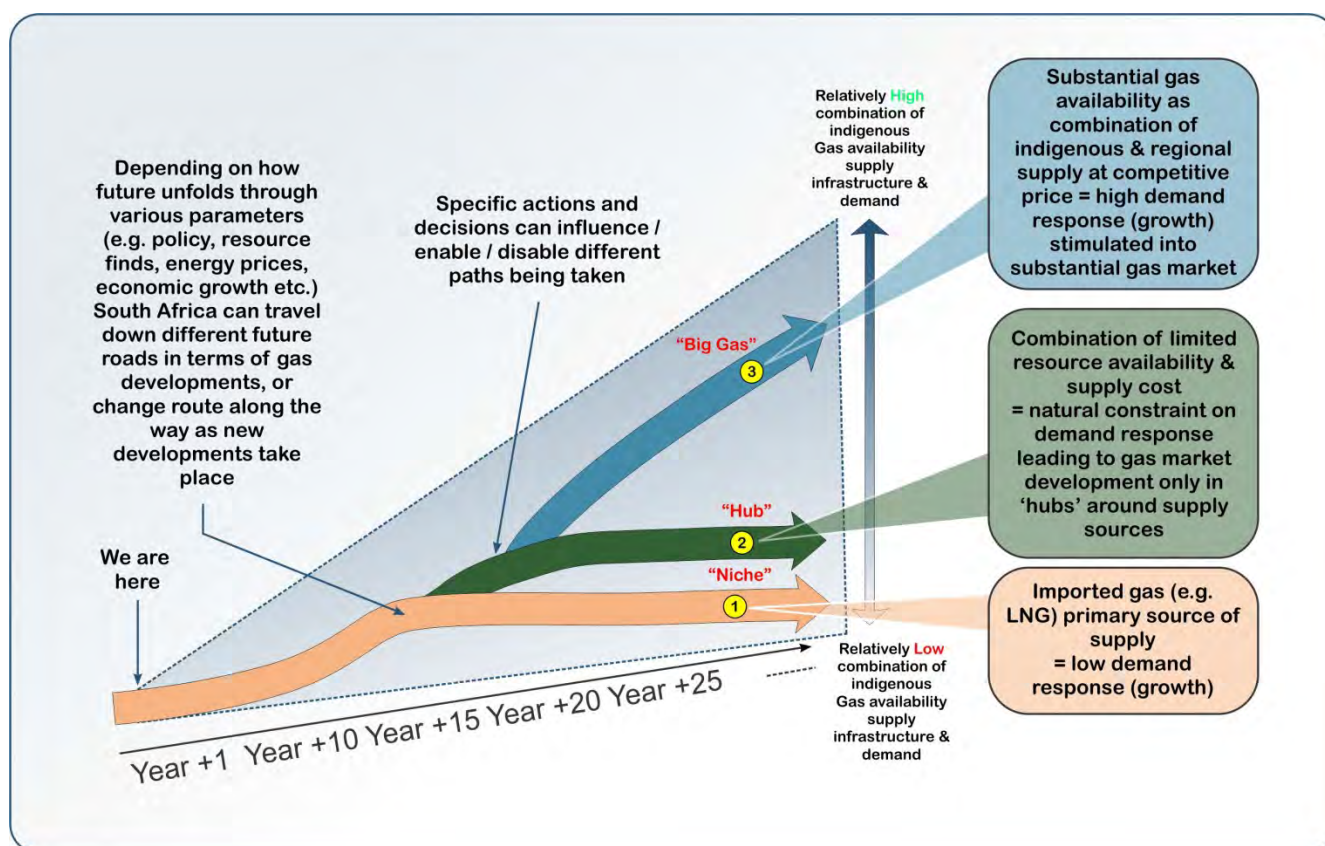 Depending on how
future unfolds through
various parameters
(e.g. policy, resource
finds, energy prices,
economic growth etc.)
South Africa can travel
down different future
roads in terms of gas
developments, or
change route along the
way as new
developments take
place
We are
here
Specific actions and
decisions can influence /
enable / disable different
paths being taken
"Big Gas"
3
"Hub"
2
"Niche"
1
Year +1 Year +10 Year +15 Year +20 Year +25
Relatively High
combination of
indigenous
Gas availability
supply
infrastructure &
demand
Relatively Low
combination of
indigenous
Gas availability
supply
infrastructure &
demand
Substantial gas
availability as
combination of
indigenous & regional
supply at competitive
price = high demand
response (growth)
stimulated into
substantial gas market
Combination of limited
resource availability &
supply cost
= natural constraint on
demand response
leading to gas market
development only in
'hubs' around supply
sources
Imported gas (e.g.
LNG) primary source of
supply
= low demand
response (growth)